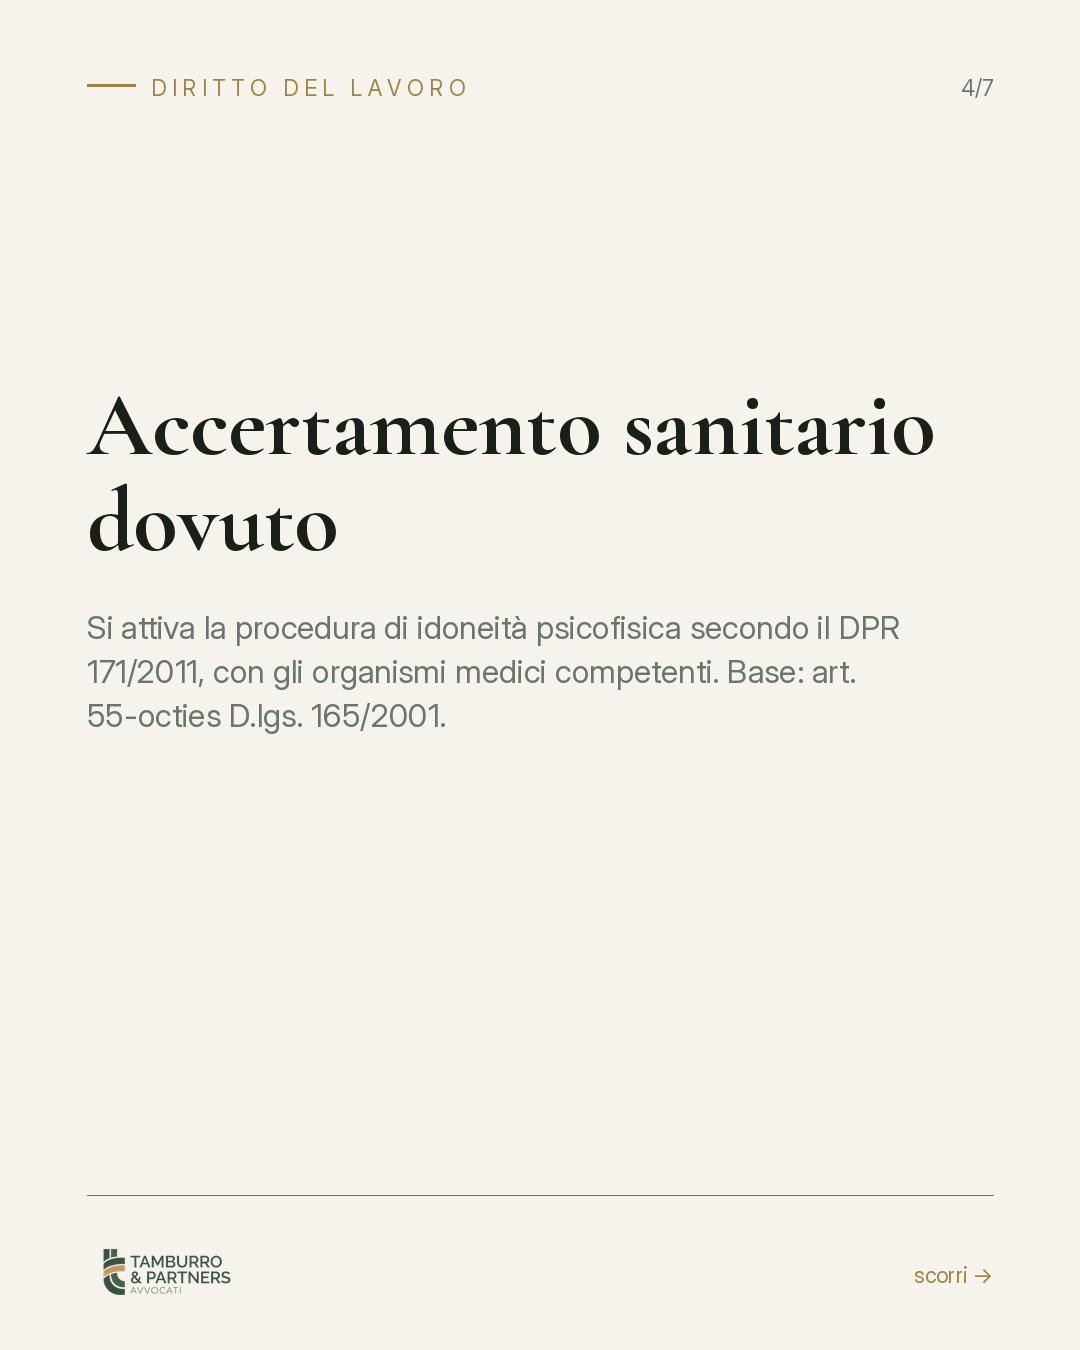 DIRITTO DEL LAVORO
4/7
Accertamento sanitario
dovuto
Si attiva la procedura di idoneità psicofisica secondo il DPR
171/2011, con gli organismi medici competenti. Base: art.
55-octies D.lgs. 165/2001.
TAMBURRO
& PARTNERS
AVVOCATI
scorri →